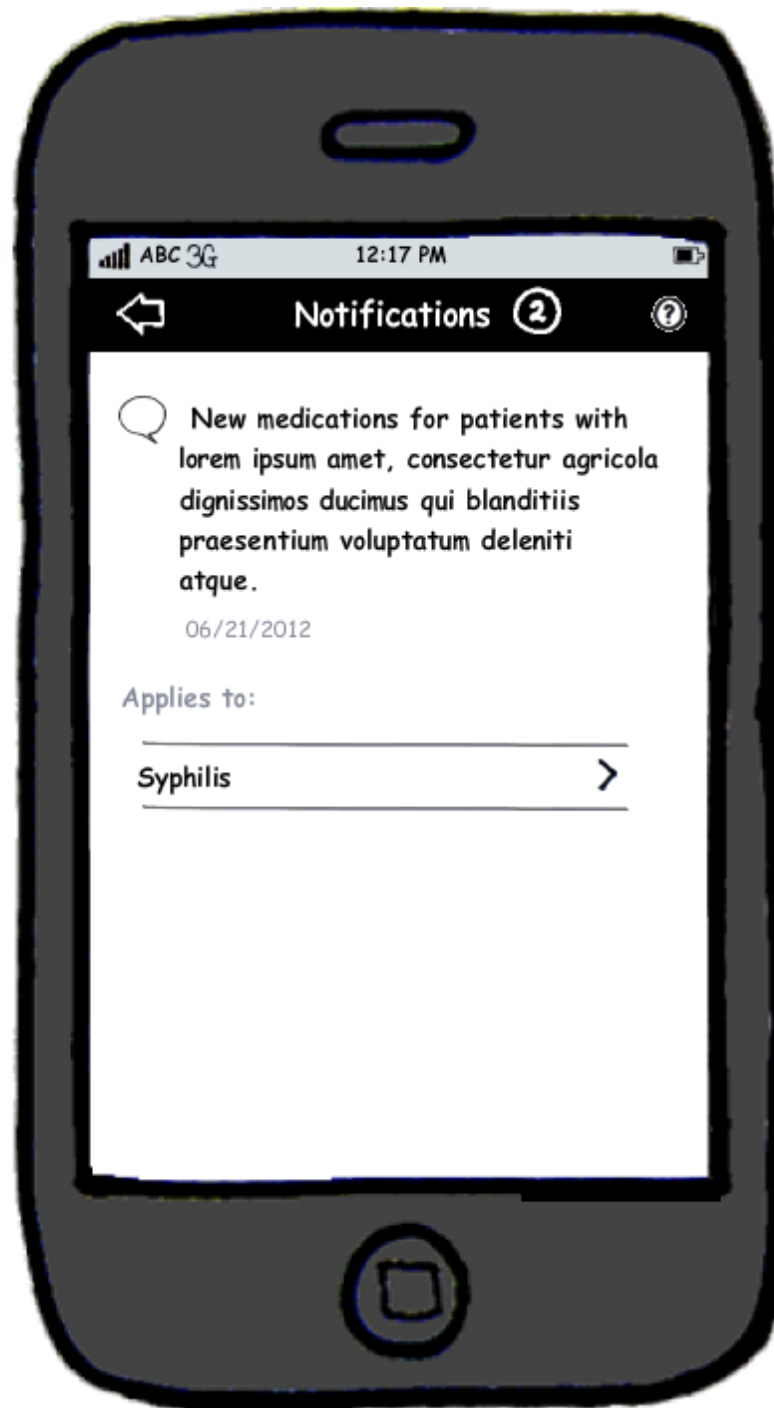 ABC 3G 12:17 PM
Notifications 2 ?
New medications for patients with
lorem ipsum amet, consectetur agricola
dignissimos ducimus qui blanditiis
praesentium voluptatum deleniti
atque.
06/21/2012
Applies to:
Syphilis >